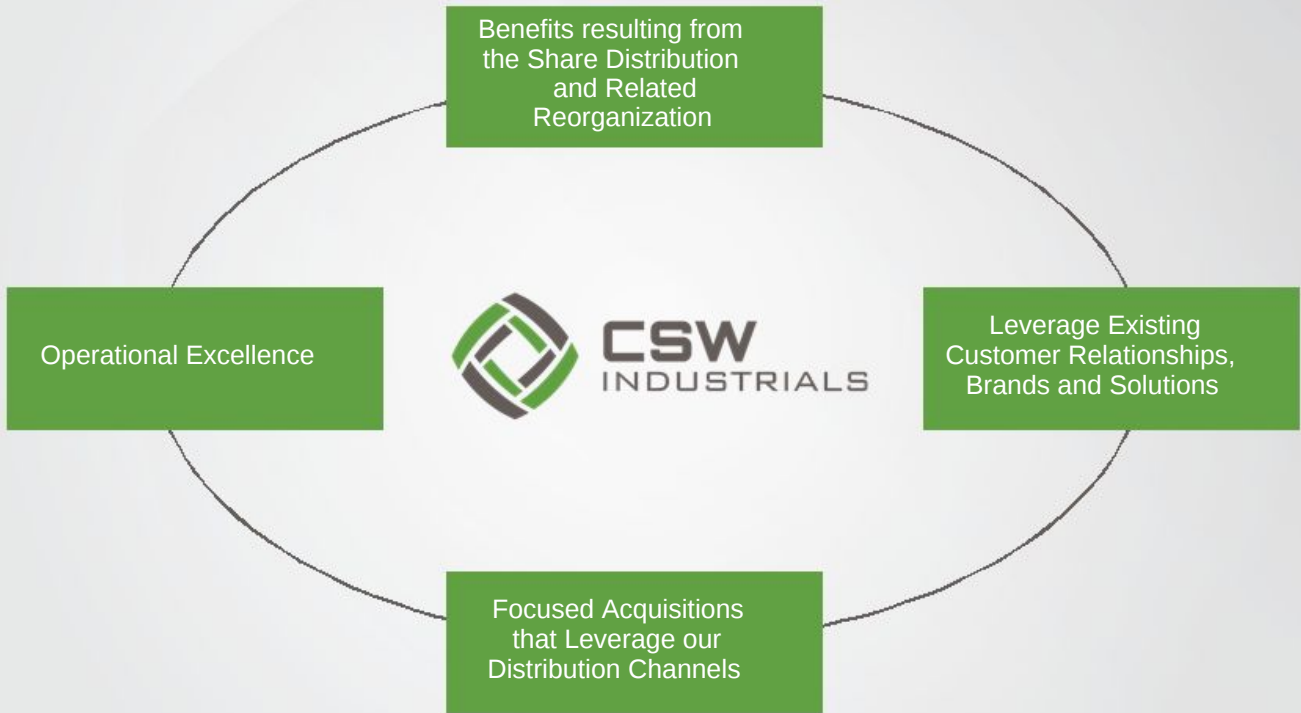 Benefits resulting from
the Share Distribution
and Related
Reorganization
Operational Excellence
CSW
INDUSTRIALS
Leverage Existing
Customer Relationships,
Brands and Solutions
Focused Acquisitions
that Leverage our
Distribution Channels